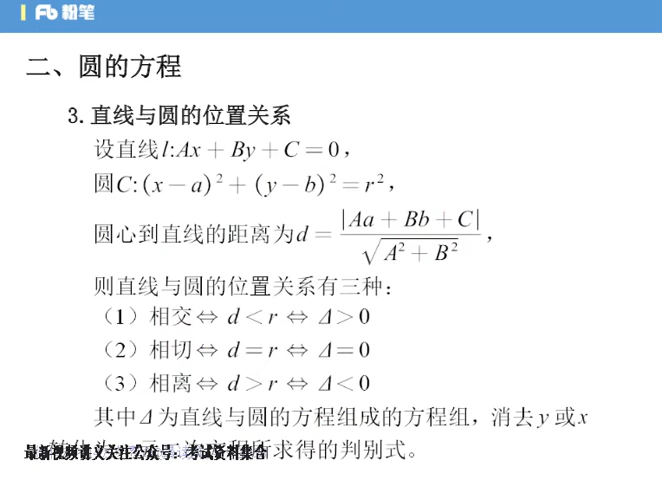 粉笔
二、圆的方程
3.直线与圆的位置关系
设直线l:Ax+By+C=0,
圆C:(x-a)²+(y-b)²=r²,
圆心到直线的距离为d=|Aa+Bb+C|/√(A²+B²),
则直线与圆的位置关系有三种:
(1)相交⇔d<r⇔Δ>0
(2)相切⇔d=r⇔Δ=0
(3)相离⇔d>r⇔Δ<0
其中Δ为直线与圆的方程组成的方程组,消去y或x
所求得的判别式。
最新视频讲义关注公众号:考试资料集合